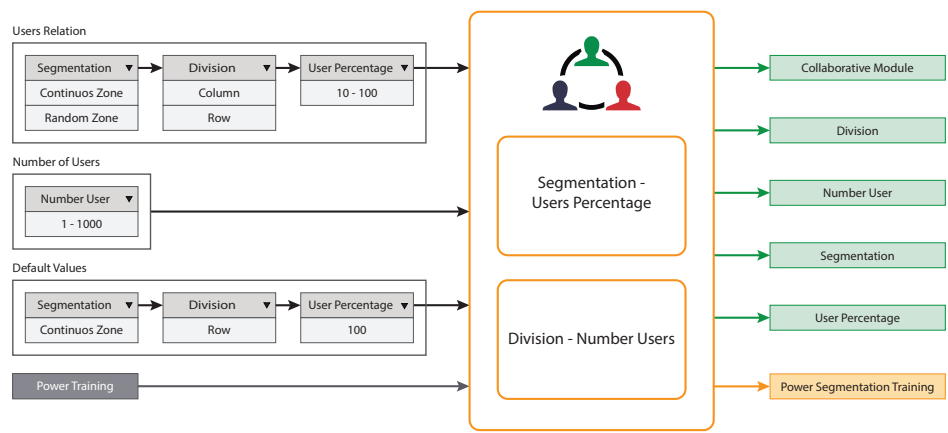 Users Relation
Segmentation
Division
User Percentage
Continuos Zone
Column
10 - 100
Random Zone
Row
Number of Users
Number User
1 - 1000
Default Values
Segmentation
Division
User Percentage
Continuos Zone
Row
100
Power Training
Segmentation -
Users Percentage
Division - Number Users
Collaborative Module
Division
Number User
Segmentation
User Percentage
Power Segmentation Training